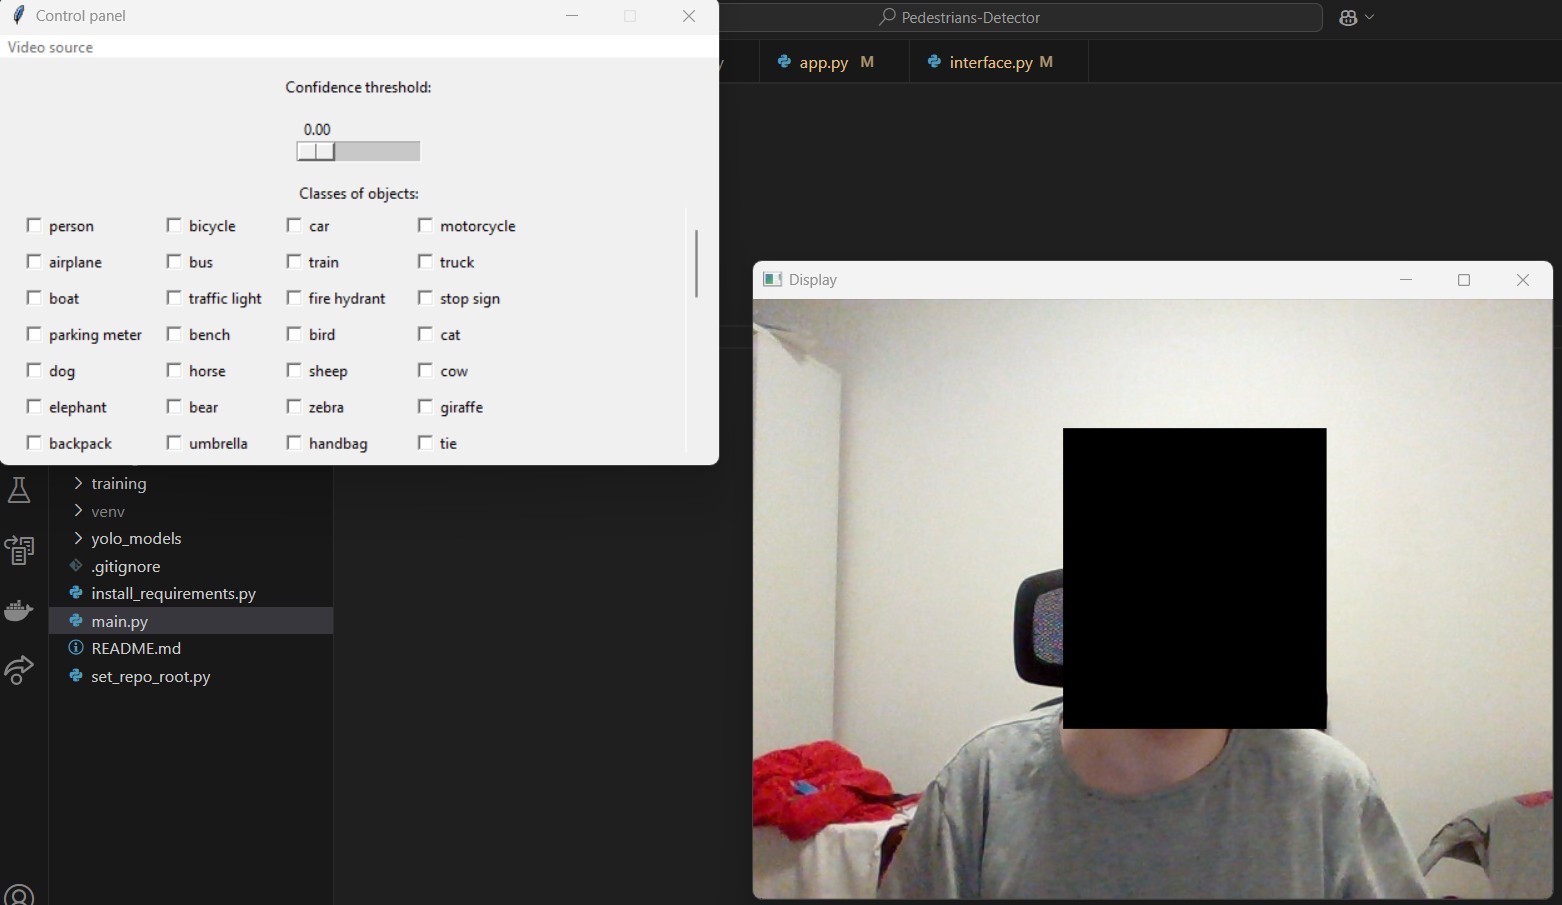 Control panel
Video source
Confidence threshold:
0.00
Classes of objects:
person bicycle car motorcycle
airplane bus train truck
boat traffic light fire hydrant stop sign
parking meter bench bird cat
dog horse sheep cow
elephant bear zebra giraffe
backpack umbrella handbag tie
Pedestrians-Detector
app.py M interface.py M
training
venv
yolo_models
.gitignore
install_requirements.py
main.py
README.md
set_repo_root.py
Display